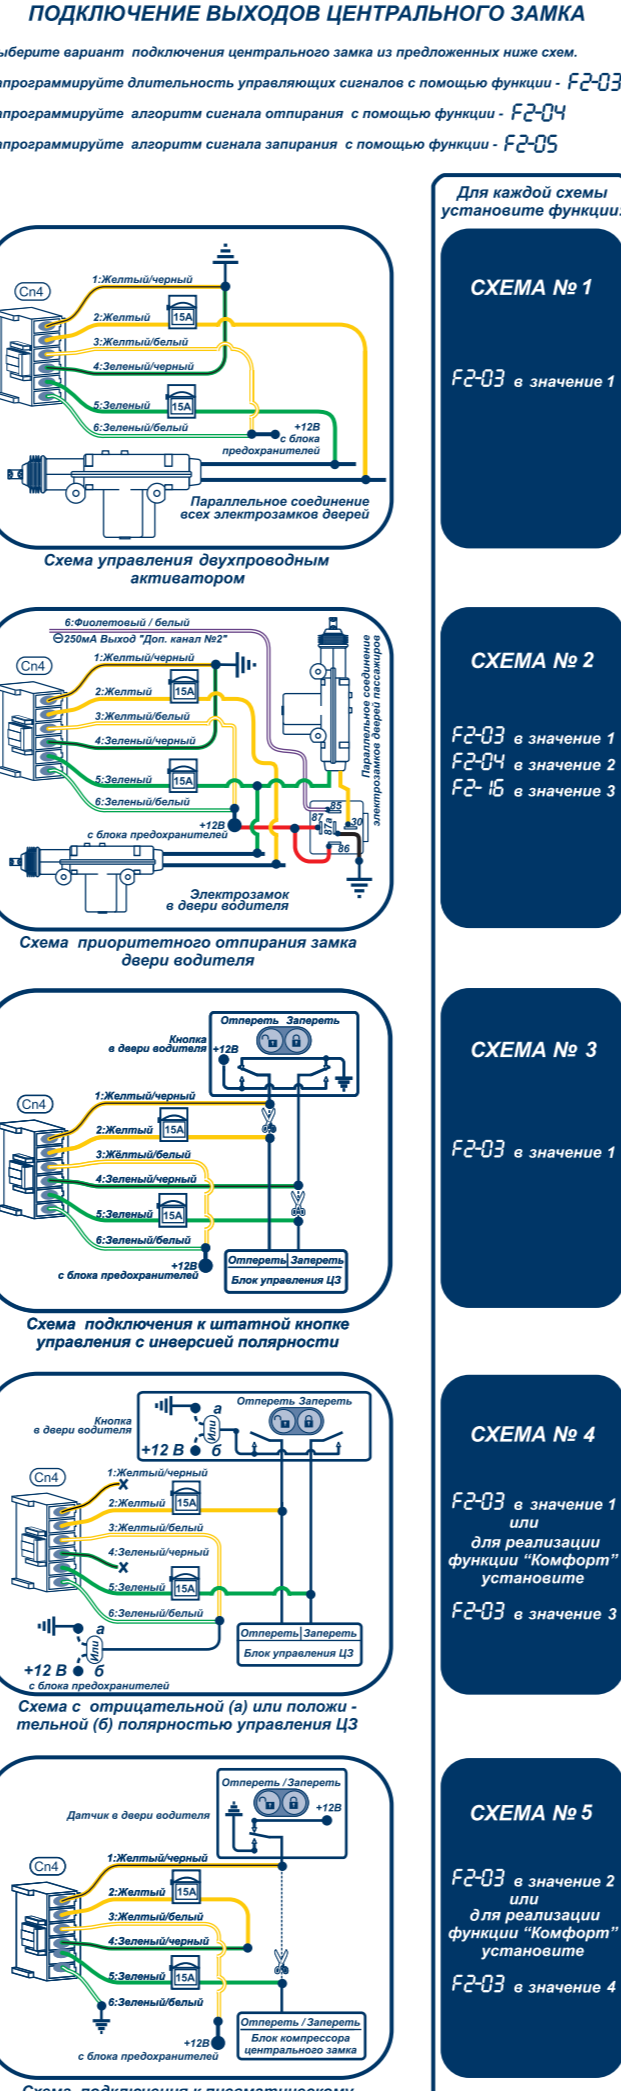 ПОДКЛЮЧЕНИЕ ВЫХОДОВ ЦЕНТРАЛЬНОГО ЗАМКА
ыберите вариант подключения центрального замка из предложенных ниже схем.
апрограммируйте длительность управляющих сигналов с помощью функции - F2-03
апрограммируйте алгоритм сигнала отпирания с помощью функции - F2-04
апрограммируйте алгоритм сигнала запирания с помощью функции - F2-05
Для каждой схемы
установите функции:
Cn4
1:Желтый/черный
2:Желтый
15A
3:Желтый/белый
4:Зеленый/черный
5:Зеленый
15A
6:Зеленый/белый
+12В
с блока
предохранителей
Параллельное соединение
всех электрозамков дверей
Схема управления двухпроводным
активатором
СХЕМА № 1
F2-03 в значение 1
6:Фиолетовый / белый
250мА Выход "Доп. канал №2"
Cn4
1:Желтый/черный
2:Желтый
15A
3:Желтый/белый
4:Зеленый/черный
5:Зеленый
15A
6:Зеленый/белый
+12В
с блока предохранителей
Параллельное соединение
электрозамков дверей пассажиров
85
87
87a
30
86
Электрозамок
в двери водителя
Схема приоритетного отпирания замка
двери водителя
СХЕМА № 2
F2-03 в значение 1
F2-04 в значение 2
F2-16 в значение 3
Отпереть Запереть
Кнопка
в двери водителя
+12В
Cn4
1:Желтый/черный
2:Желтый
15A
3:Жёлтый/белый
4:Зеленый/черный
5:Зеленый
15A
6:Зеленый/белый
+12В
с блока предохранителей
Отпереть Запереть
Блок управления ЦЗ
Схема подключения к штатной кнопке
управления с инверсией полярности
СХЕМА № 3
F2-03 в значение 1
Отпереть Запереть
а
Или
Кнопка
в двери водителя
+12 В
б
Cn4
1:Желтый/черный
2:Желтый
15A
3:Желтый/белый
4:Зеленый/черный
5:Зеленый
15A
6:Зеленый/белый
а
Или
+12 В
б
с блока предохранителей
Отпереть Запереть
Блок управления ЦЗ
Схема с отрицательной (а) или положи -
тельной (б) полярностью управления ЦЗ
СХЕМА № 4
F2-03 в значение 1
или
для реализации
функции “Комфорт”
установите
F2-03 в значение 3
Отпереть / Запереть
+12В
Датчик в двери водителя
Cn4
1:Желтый/черный
2:Желтый
15A
3:Желтый/белый
4:Зеленый/черный
5:Зеленый
15A
6:Зеленый/белый
+12В
с блока предохранителей
Отпереть / Запереть
Блок компрессора
центрального замка
Схема подключения к пневматическому
СХЕМА № 5
F2-03 в значение 2
или
для реализации
функции “Комфорт”
установите
F2-03 в значение 4